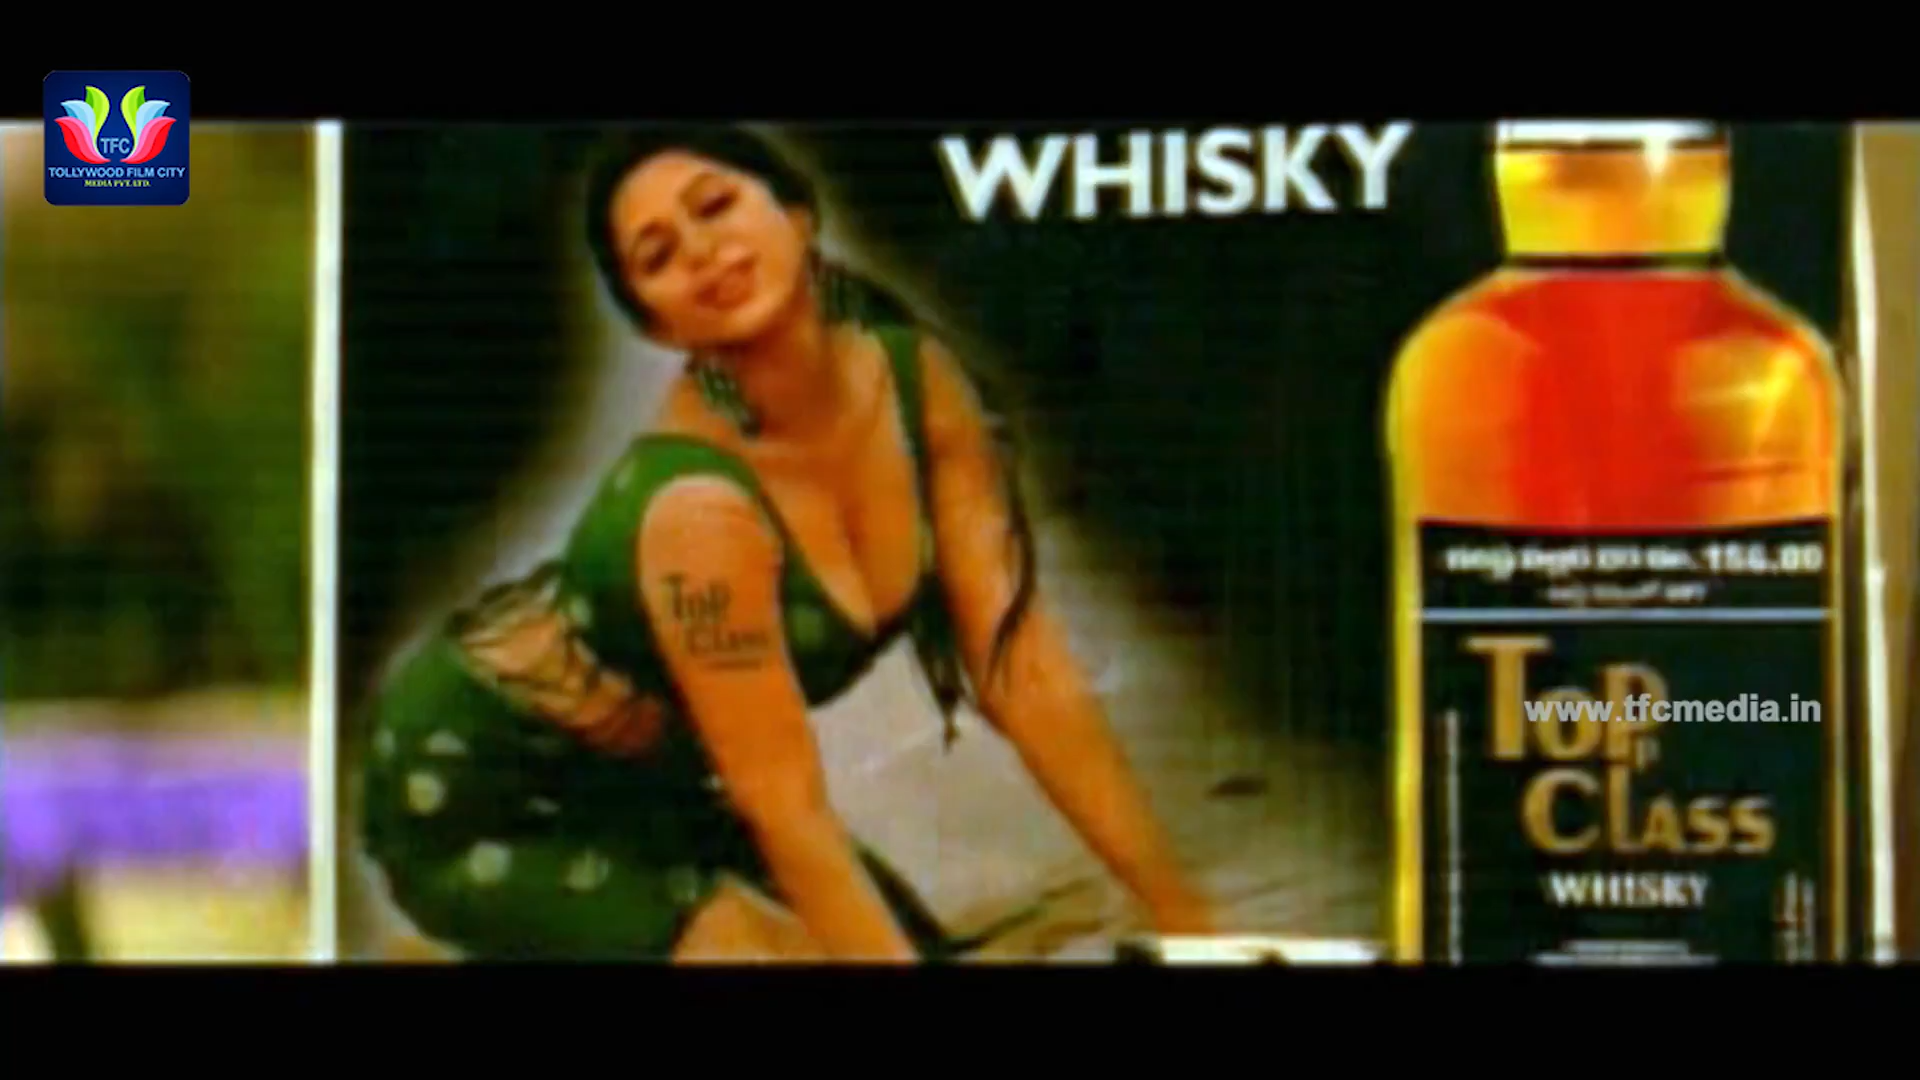 TFC
TOLLYWOOD FILM CITY
MEDIA PVT. LTD.
WHISKY
Top
Class
156.00
www.tfcmedia.in
TOP
CLASS
WHISKY